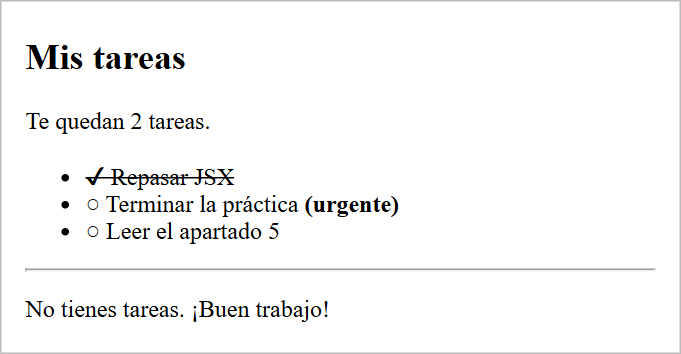 Mis tareas
Te quedan 2 tareas.
• ✓ Repasar JSX
• ○ Terminar la práctica (urgente)
• ○ Leer el apartado 5
No tienes tareas. ¡Buen trabajo!